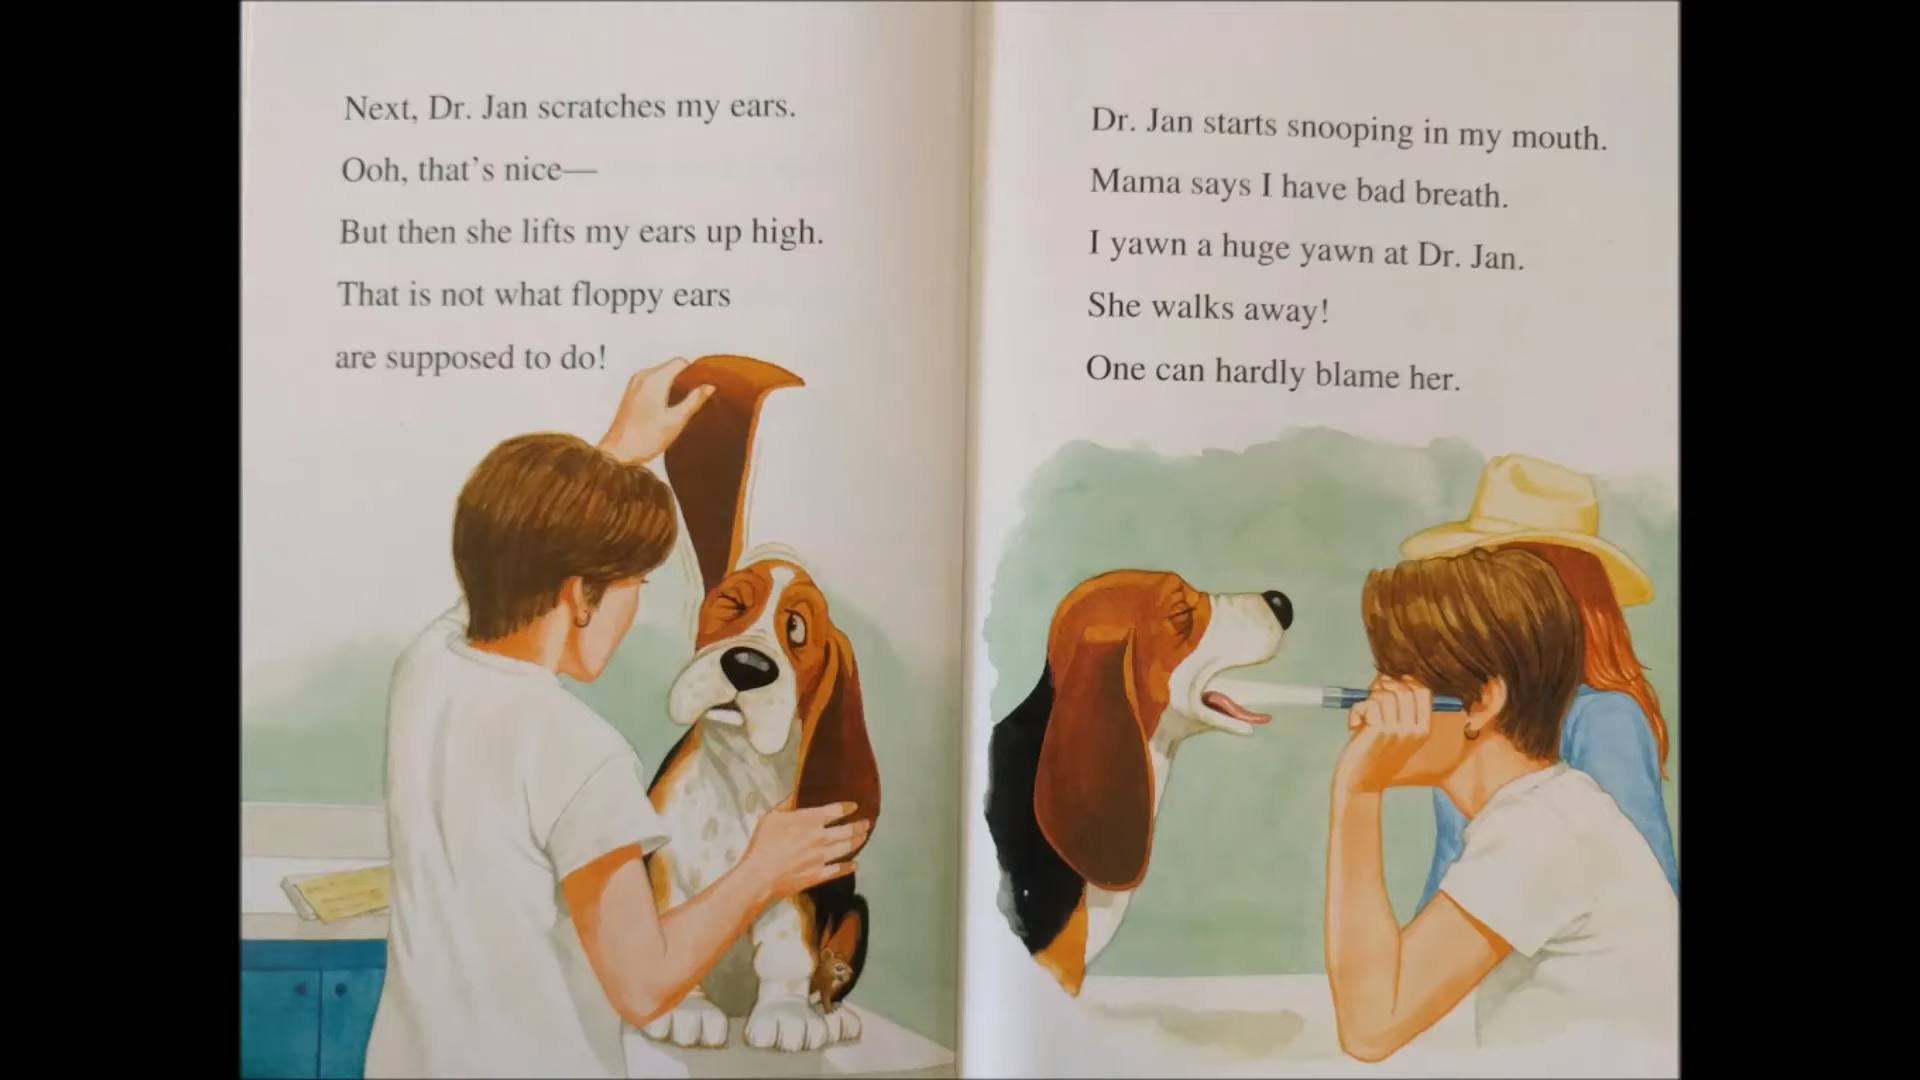 Next, Dr. Jan scratches my ears.
Ooh, that's nice—
But then she lifts my ears up high.
That is not what floppy ears
are supposed to do!
Dr. Jan starts snooping in my mouth.
Mama says I have bad breath.
I yawn a huge yawn at Dr. Jan.
She walks away!
One can hardly blame her.